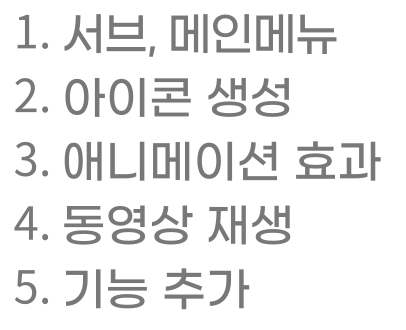 1. 서브, 메인메뉴
2. 아이콘 생성
3. 애니메이션 효과
4. 동영상 재생
5. 기능 추가